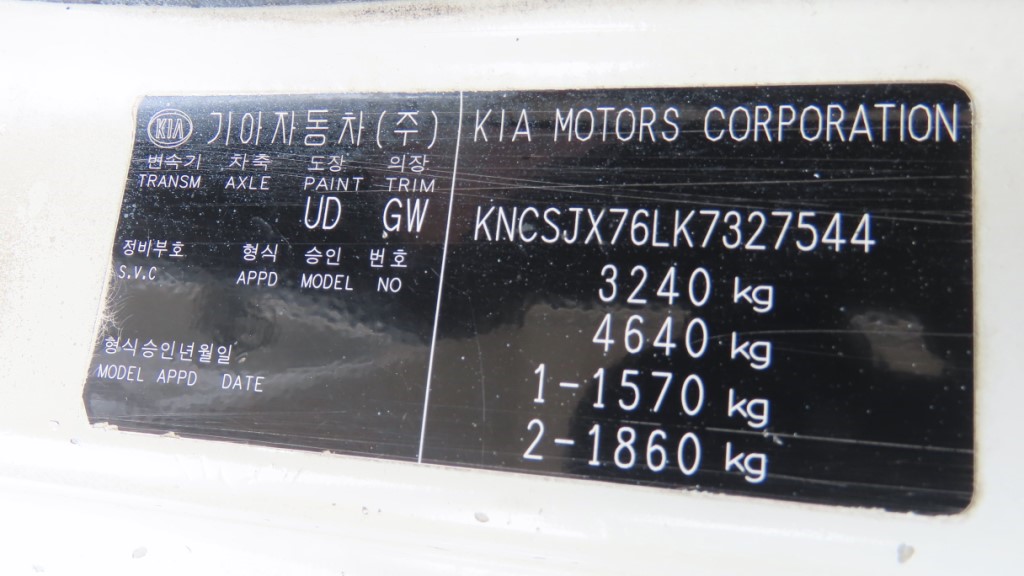 KIA 기아자동차(주)
변속기 차축 도장 의장
TRANSM AXLE PAINT TRIM
UD GW
정비부호 형식 승인 번호
S.V.C APPD MODEL NO
형식승인년월일
MODEL APPD DATE
KIA MOTORS CORPORATION
KNCSJX76LK7327544
3240 kg
4640 kg
1-1570 kg
2-1860 kg